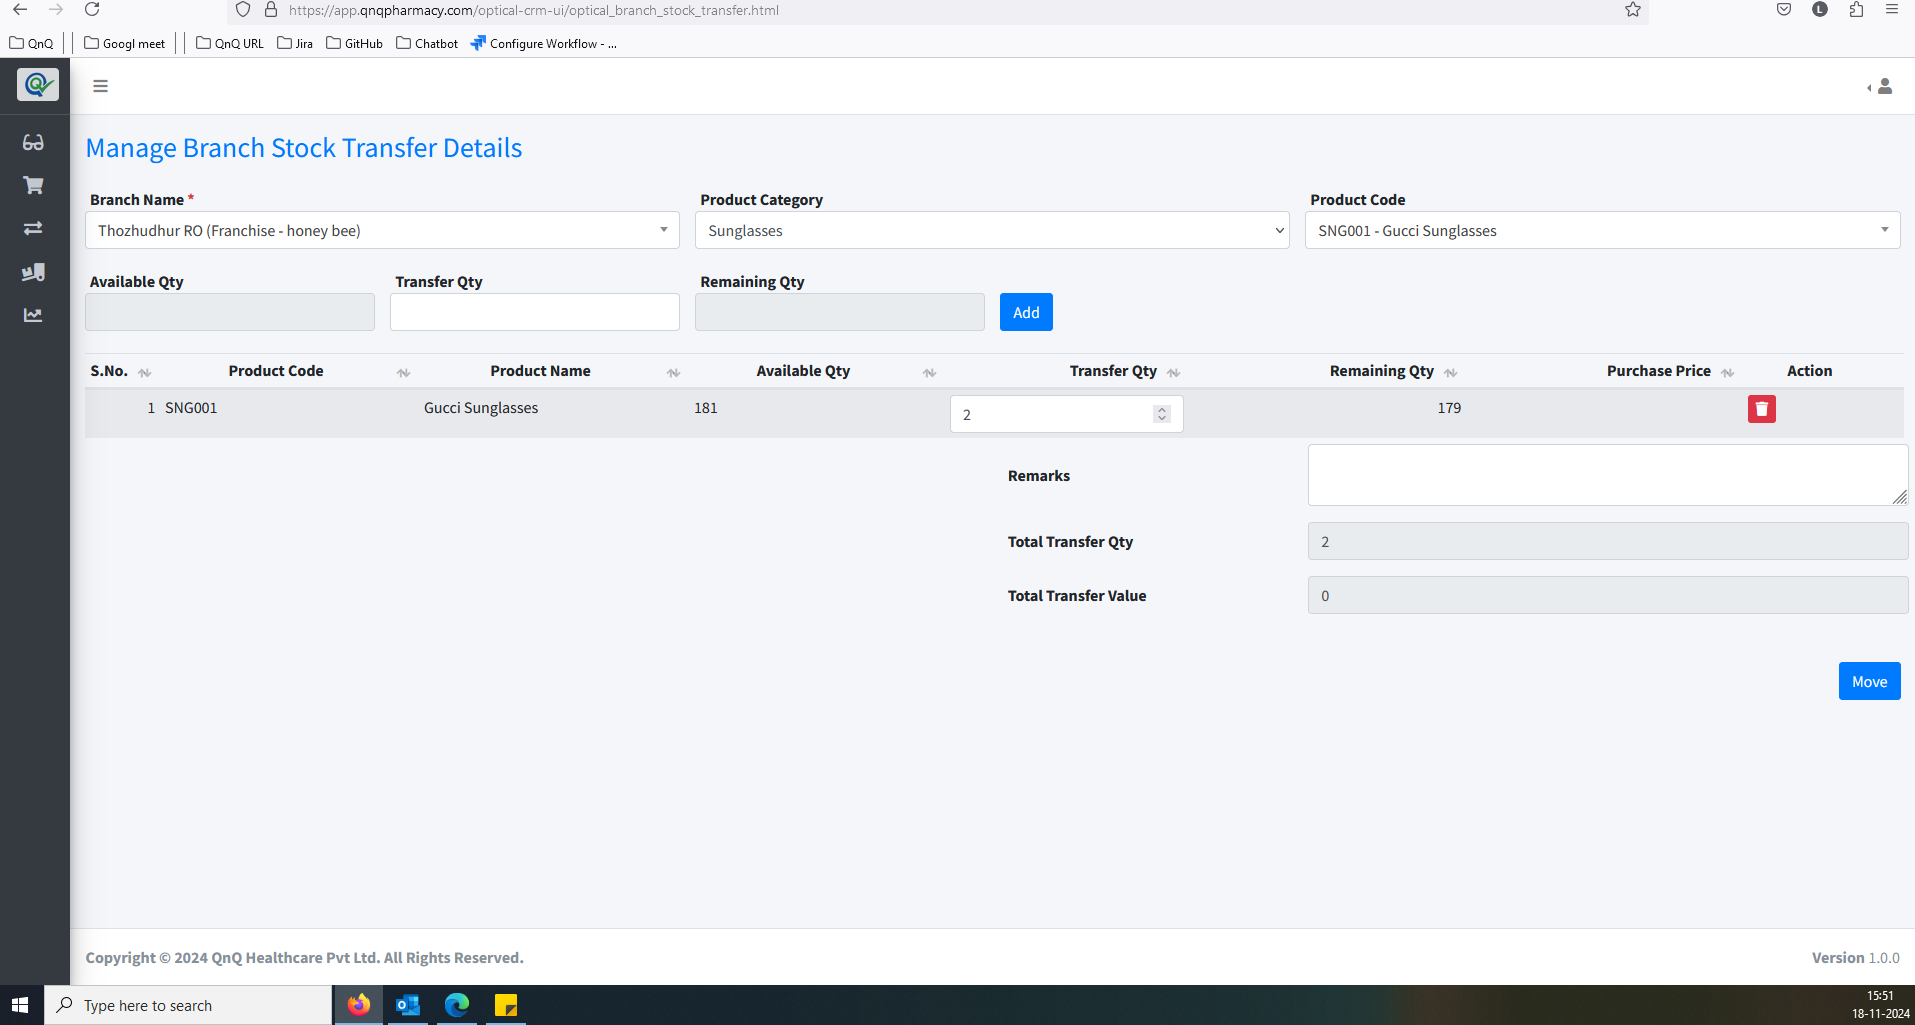 https://app.qnqpharmacy.com/optical-crm-ui/optical_branch_stock_transfer.html
L
QnQ Googl meet QnQ URL Jira GitHub Chatbot Configure Workflow - ...
Manage Branch Stock Transfer Details
Branch Name * Product Category Product Code
Thozhudhur RO (Franchise - honey bee) Sunglasses SNG001 - Gucci Sunglasses
Available Qty Transfer Qty Remaining Qty
Add
S.No. Product Code Product Name Available Qty Transfer Qty Remaining Qty Purchase Price Action
1 SNG001 Gucci Sunglasses 181 2 179
Remarks
Total Transfer Qty 2
Total Transfer Value 0
Move
Copyright © 2024 QnQ Healthcare Pvt Ltd. All Rights Reserved. Version 1.0.0
Type here to search
15:51
18-11-2024